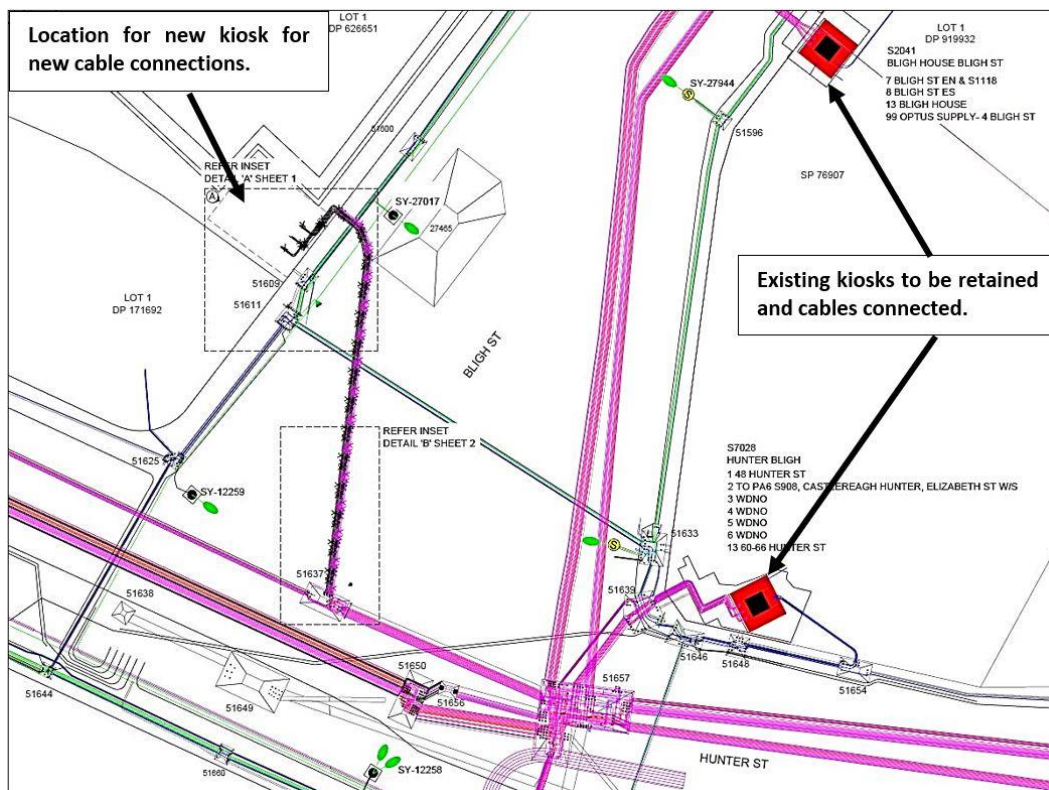 Location for new kiosk for
new cable connections.
LOT 1
DP 626651
LOT 1
DP 919932
S2041
BLIGH HOUSE BLIGH ST
7 BLIGH ST EN & S1118
8 BLIGH ST ES
13 BLIGH HOUSE
99 OPTUS SUPPLY- 4 BLIGH ST
SY-27944
51596
51600
REFER INSET
DETAIL 'A' SHEET 1
A
SY-27017
27465
SP 76907
51609
51611
LOT 1
DP 171692
Existing kiosks to be retained
and cables connected.
BLIGH ST
REFER INSET
DETAIL 'B' SHEET 2
S7028
HUNTER BLIGH
1 48 HUNTER ST
2 TO PA6 S908, CASTLEREAGH HUNTER, ELIZABETH ST W/S
3 WDNO
4 WDNO
5 WDNO
6 WDNO
13 60-66 HUNTER ST
51625
SY-12259
S
S
51633
51637
51638
51639
51646
51648
51654
51644
51649
51650
51656
51657
HUNTER ST
51660
SY-12258